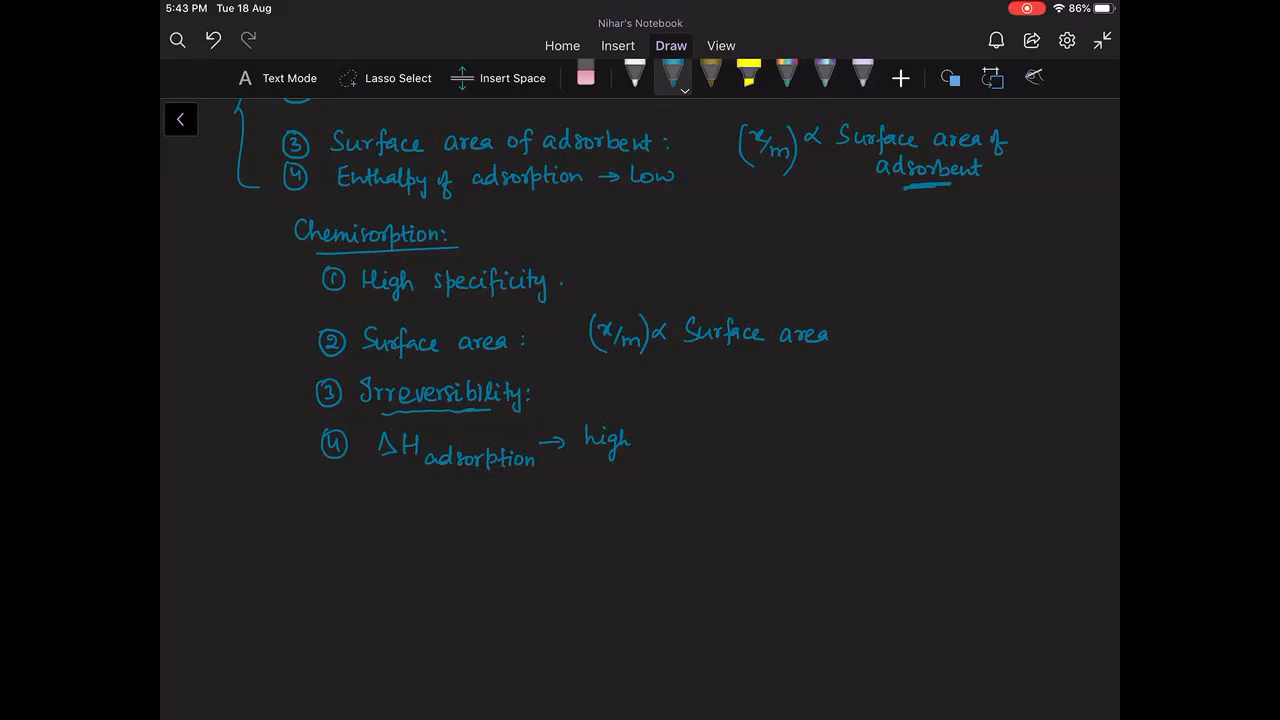 5:43 PM Tue 18 Aug
86%
Nihar's Notebook
Home Insert Draw View
Text Mode Lasso Select Insert Space
③ Surface area of adsorbent : (x/m) ∝ Surface area of
adsorbent
④ Enthalpy of adsorption → Low
Chemisorption:
① High specificity.
② Surface area : (x/m) ∝ Surface area
③ Irreversibility:
④ ΔH adsorption → high